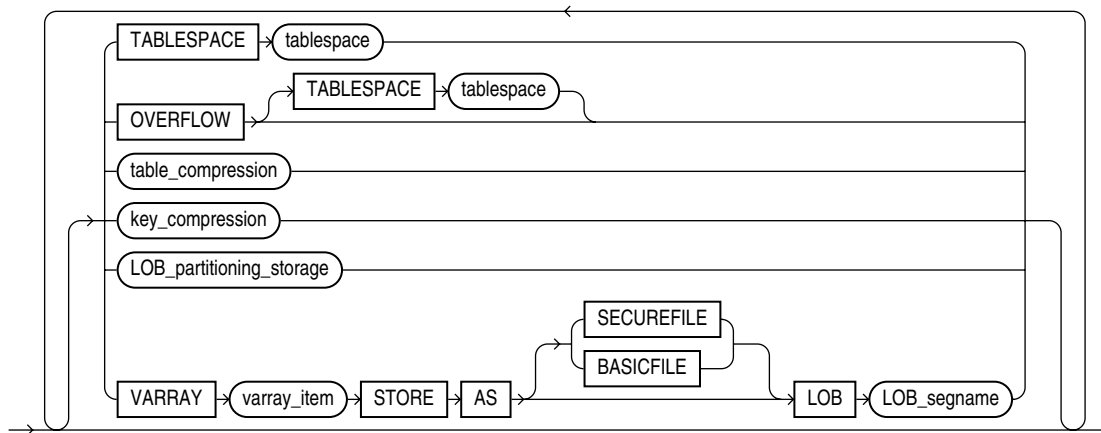 TABLESPACE tablespace
TABLESPACE tablespace
OVERFLOW
table_compression
key_compression
LOB_partitioning_storage
SECUREFILE
BASICFILE
VARRAY varray_item STORE AS LOB LOB_segname